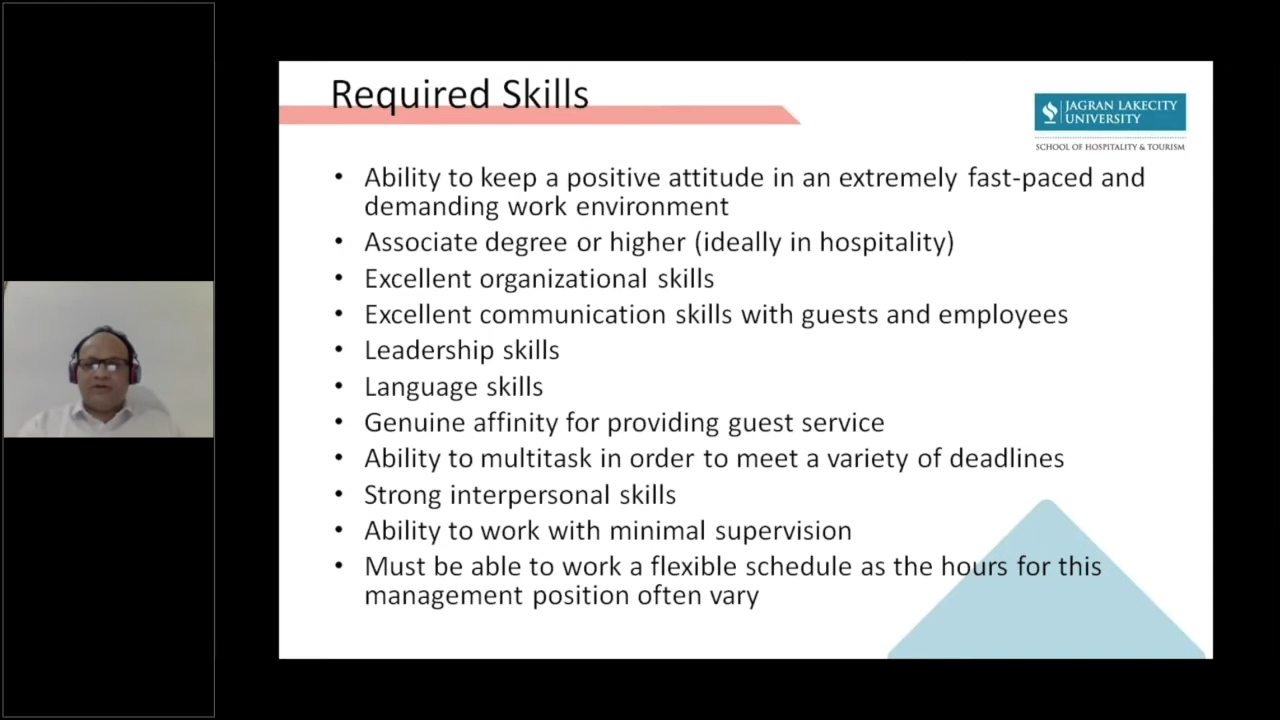 Required Skills
JAGRAN LAKECITY
UNIVERSITY
SCHOOL OF HOSPITALITY & TOURISM
• Ability to keep a positive attitude in an extremely fast-paced and
demanding work environment
• Associate degree or higher (ideally in hospitality)
• Excellent organizational skills
• Excellent communication skills with guests and employees
• Leadership skills
• Language skills
• Genuine affinity for providing guest service
• Ability to multitask in order to meet a variety of deadlines
• Strong interpersonal skills
• Ability to work with minimal supervision
• Must be able to work a flexible schedule as the hours for this
management position often vary